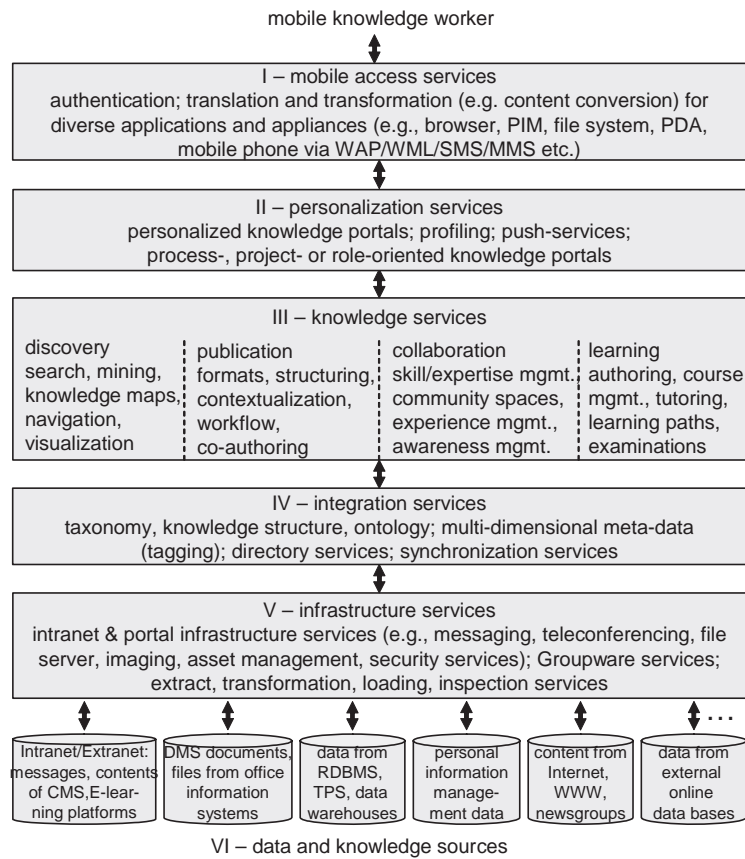 mobile knowledge worker
I – mobile access services
authentication; translation and transformation (e.g. content conversion) for
diverse applications and appliances (e.g., browser, PIM, file system, PDA,
mobile phone via WAP/WML/SMS/MMS etc.)
II – personalization services
personalized knowledge portals; profiling; push-services;
process-, project- or role-oriented knowledge portals
III – knowledge services
discovery
search, mining,
knowledge maps,
navigation,
visualization
publication
formats, structuring,
contextualization,
workflow,
co-authoring
collaboration
skill/expertise mgmt.,
community spaces,
experience mgmt.,
awareness mgmt.
learning
authoring, course
mgmt., tutoring,
learning paths,
examinations
IV – integration services
taxonomy, knowledge structure, ontology; multi-dimensional meta-data
(tagging); directory services; synchronization services
V – infrastructure services
intranet & portal infrastructure services (e.g., messaging, teleconferencing, file
server, imaging, asset management, security services); Groupware services;
extract, transformation, loading, inspection services
...
Intranet/Extranet:
messages, contents
of CMS,E-lear-
ning platforms
DMS documents,
files from office
information
systems
data from
RDBMS,
TPS, data
warehouses
personal
information
manage-
ment data
content from
Internet,
WWW,
newsgroups
data from
external
online
data bases
VI – data and knowledge sources